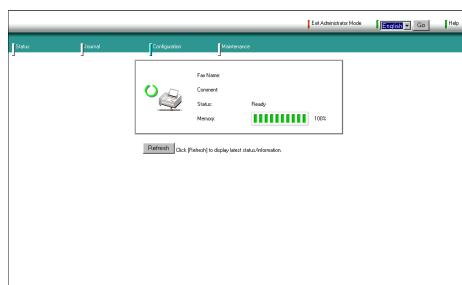 Exit Administrator Mode
English
Go
Help
Status
Journal
Configuration
Maintenance
Fax Name:
Comment
Status: Ready
Memory: 100%
Refresh Click [Refresh] to display latest status/information.